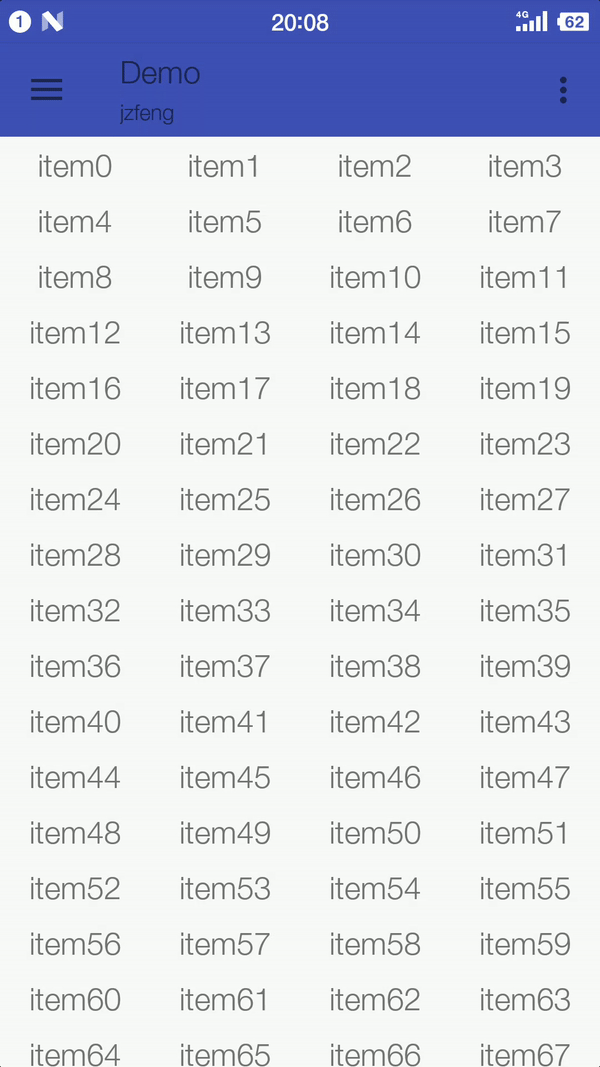 1 20:08 4G 62
Demo
jzfeng
item0 item1 item2 item3
item4 item5 item6 item7
item8 item9 item10 item11
item12 item13 item14 item15
item16 item17 item18 item19
item20 item21 item22 item23
item24 item25 item26 item27
item28 item29 item30 item31
item32 item33 item34 item35
item36 item37 item38 item39
item40 item41 item42 item43
item44 item45 item46 item47
item48 item49 item50 item51
item52 item53 item54 item55
item56 item57 item58 item59
item60 item61 item62 item63
item64 item65 item66 item67